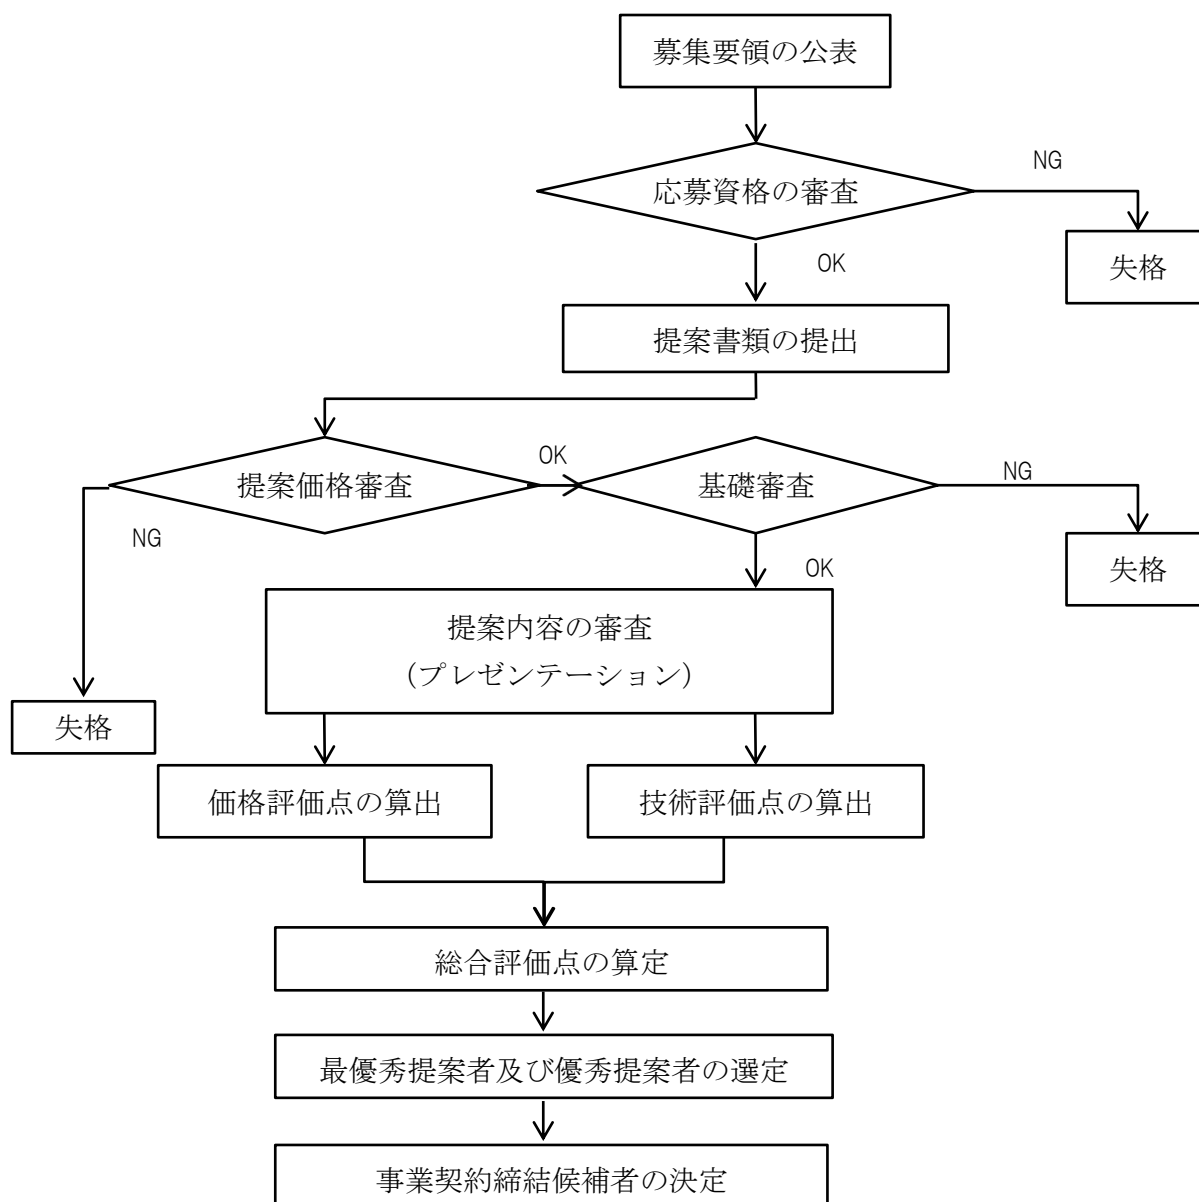 募集要領の公表
応募資格の審査
NG
失格
OK
提案書類の提出
提案価格審査
OK
基礎審査
NG
失格
NG
OK
提案内容の審査
(プレゼンテーション)
失格
価格評価点の算出
技術評価点の算出
総合評価点の算定
最優秀提案者及び優秀提案者の選定
事業契約締結候補者の決定